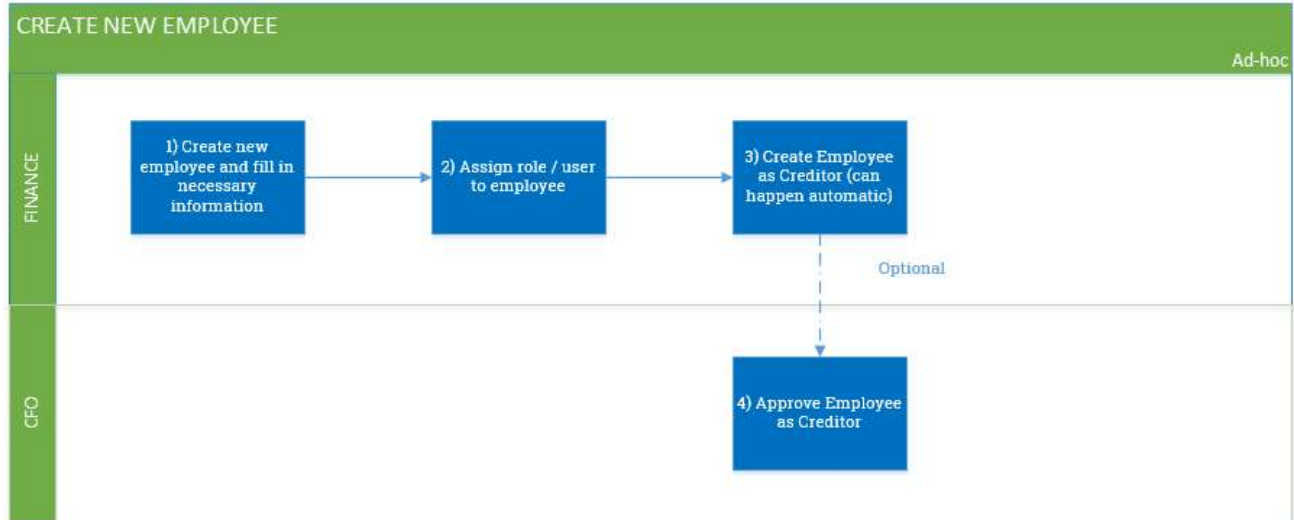 CREATE NEW EMPLOYEE
Ad-hoc
FINANCE
1) Create new
employee and fill in
necessary
information
2) Assign role / user
to employee
3) Create Employee
as Creditor (can
happen automatic)
Optional
CFO
4) Approve Employee
as Creditor